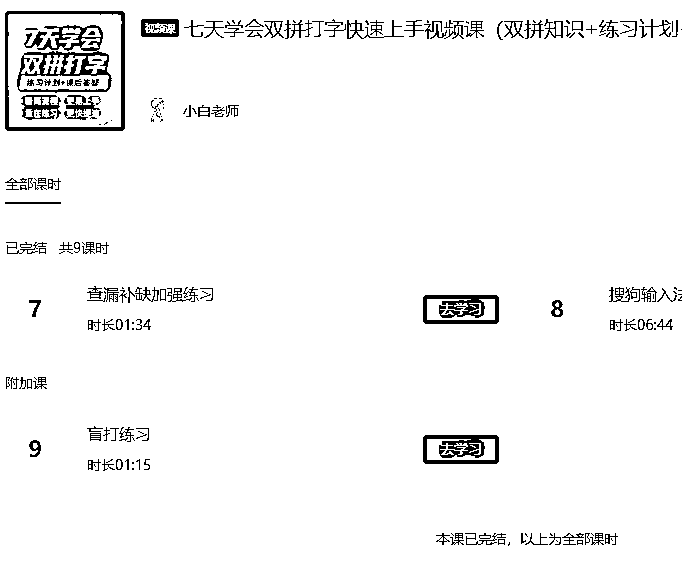 7天学会
双拼打字
练习计划+课后答疑
视频课 七天学会双拼打字快速上手视频课（双拼知识+练习计划
小白老师
全部课时
已完结 共9课时
7 查漏补缺加强练习
时长01:34
去学习
8 搜狗输入
时长06:44
附加课
9 盲打练习
时长01:15
去学习
本课已完结，以上为全部课时